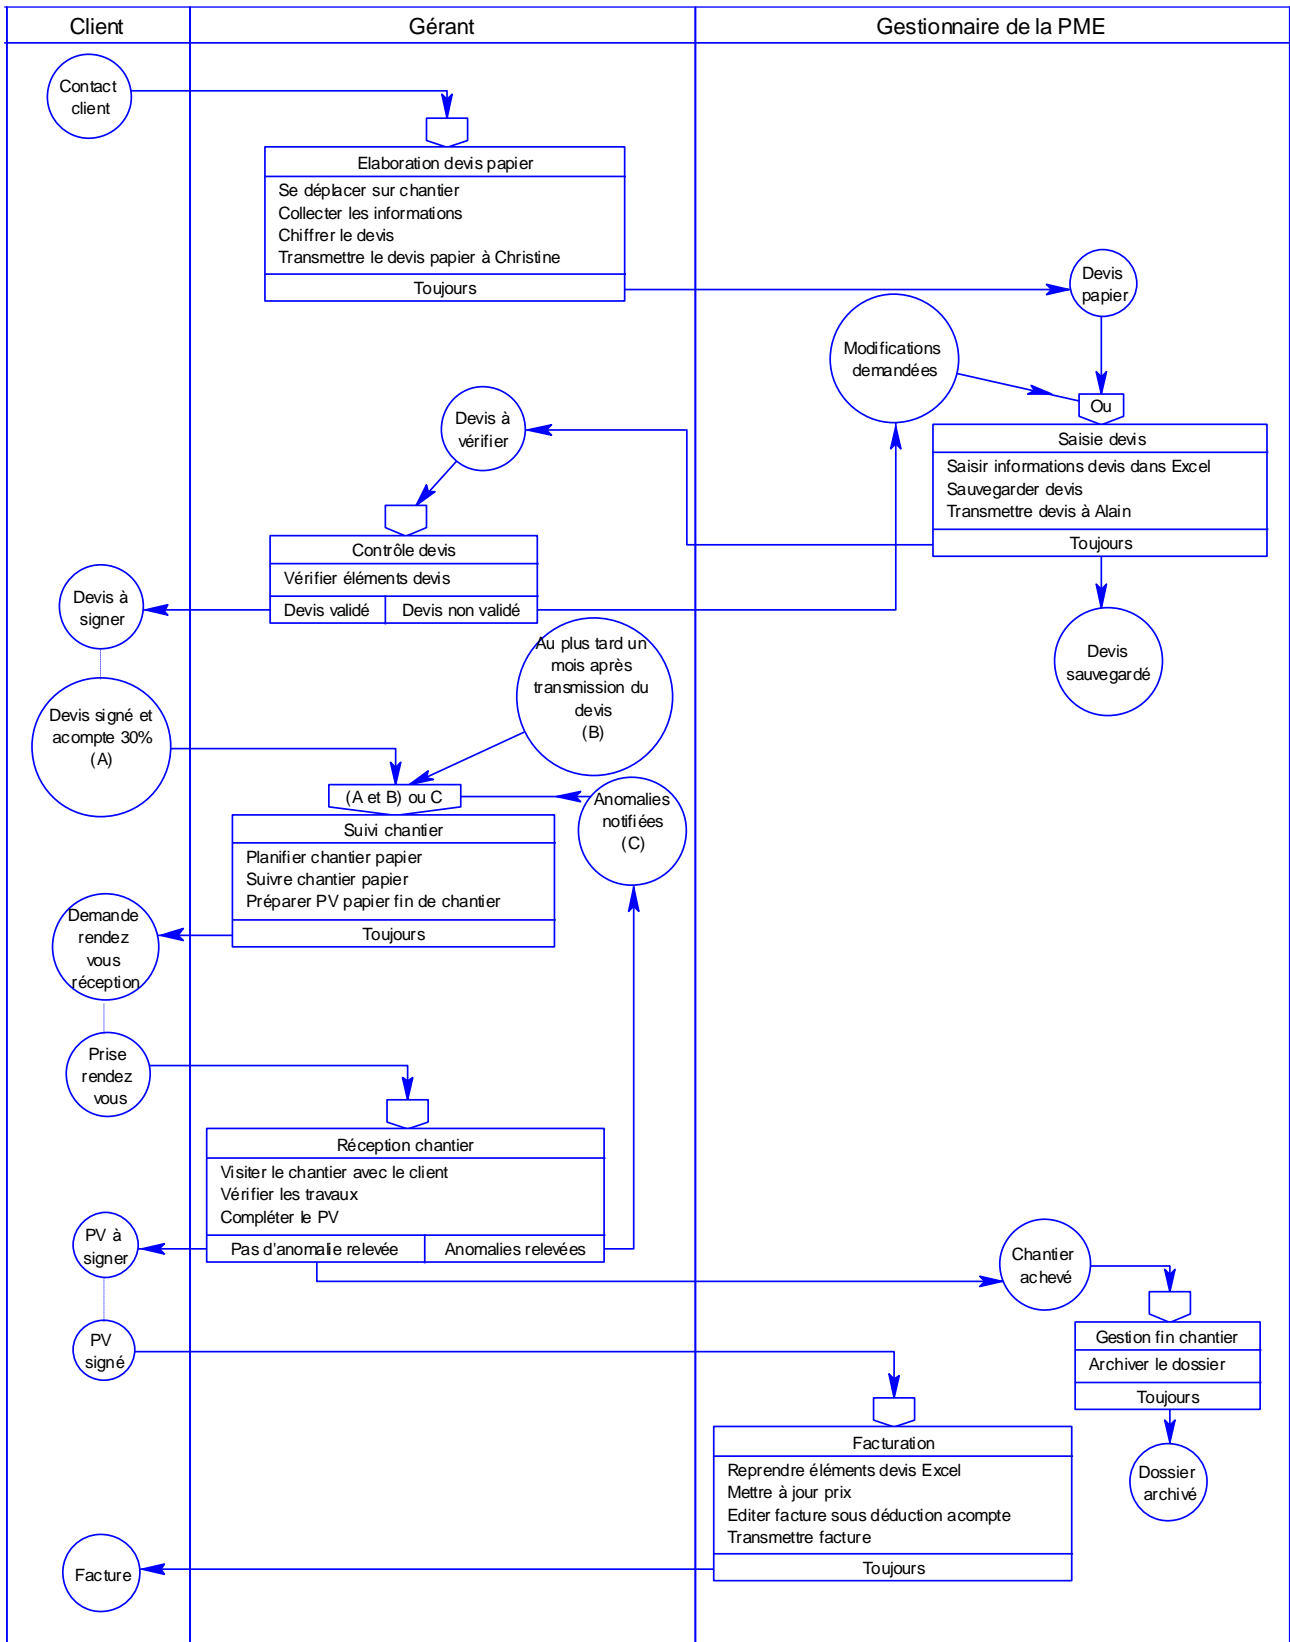 Client
Gérant
Gestionnaire de la PME
Contact
client
Elaboration devis papier
Se déplacer sur chantier
Collecter les informations
Chiffrer le devis
Transmettre le devis papier à Christine
Toujours
Devis
papier
Modifications
demandées
Ou
Saisie devis
Saisir informations devis dans Excel
Sauvegarder devis
Transmettre devis à Alain
Toujours
Devis à
vérifier
Contrôle devis
Vérifier éléments devis
Devis validé
Devis non validé
Devis à
signer
Devis
sauvegardé
Au plus tard un
mois après
transmission du
devis
(B)
Devis signé et
acompte 30%
(A)
(A et B) ou C
Anomalies
notifiées
(C)
Suivi chantier
Planifier chantier papier
Suivre chantier papier
Préparer PV papier fin de chantier
Toujours
Demande
rendez
vous
réception
Prise
rendez
vous
Réception chantier
Visiter le chantier avec le client
Vérifier les travaux
Compléter le PV
Pas d'anomalie relevée
Anomalies relevées
PV à
signer
Chantier
achevé
Gestion fin chantier
Archiver le dossier
Toujours
PV
signé
Facturation
Reprendre éléments devis Excel
Mettre à jour prix
Editer facture sous déduction acompte
Transmettre facture
Toujours
Dossier
archivé
Facture